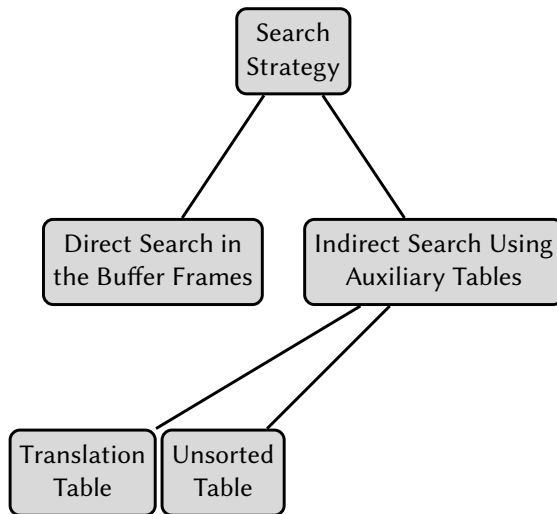 Search
Strategy
Direct Search in
the Buffer Frames
Indirect Search Using
Auxiliary Tables
Translation
Table
Unsorted
Table